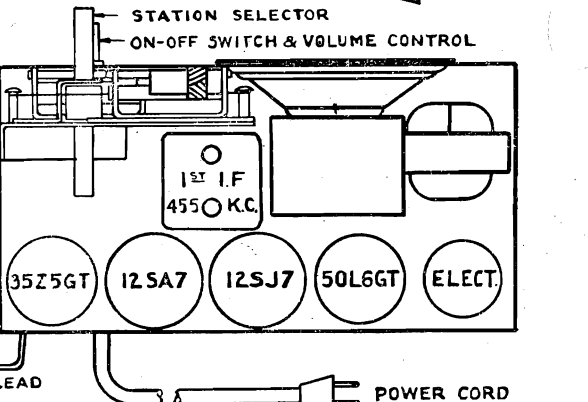 STATION SELECTOR
ON-OFF SWITCH & VOLUME CONTROL
1ST I.F
455 K.C.
35Z5GT 12SA7 12SJ7 50L6GT ELECT.
LEAD
POWER CORD